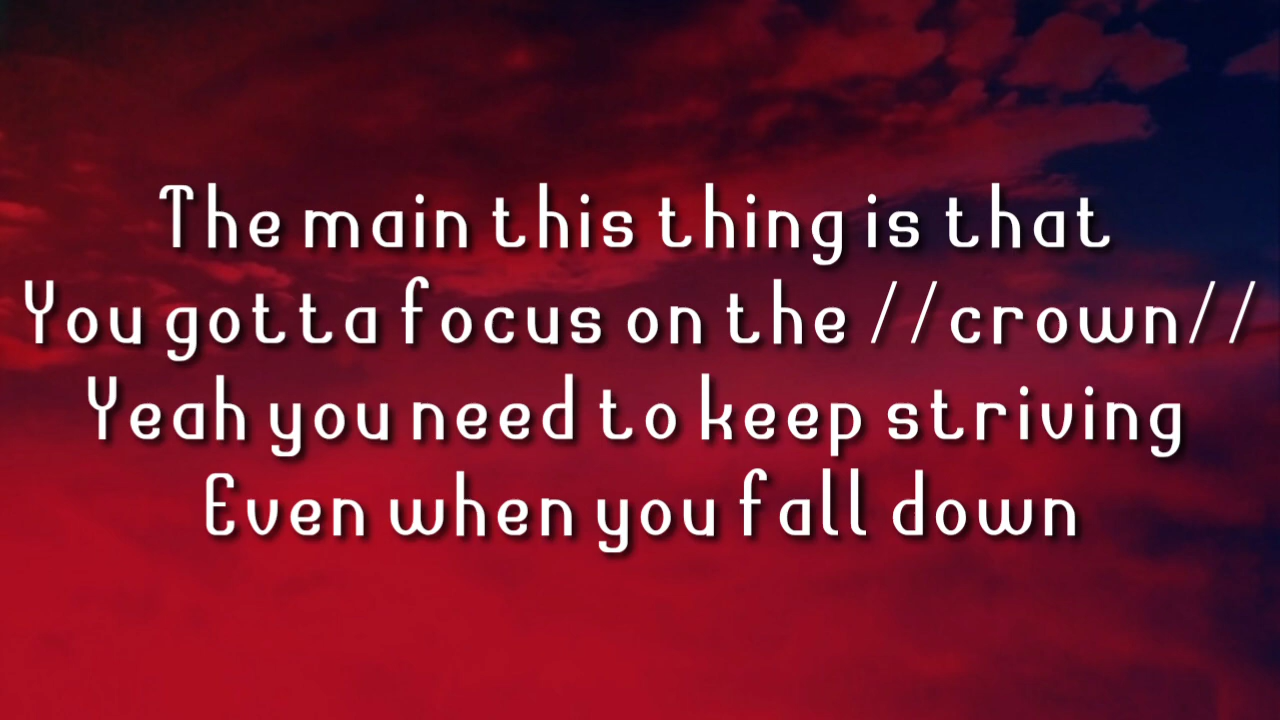 The main this thing is that
You gotta focus on the //crown//
Yeah you need to keep striving
Even when you fall down